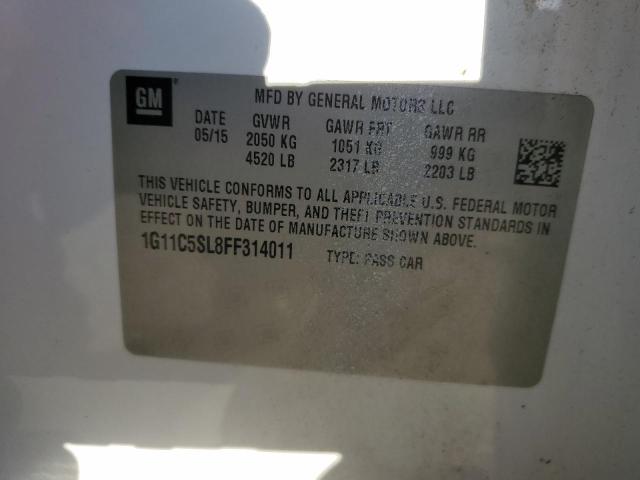 GM
MFD BY GENERAL MOTORS LLC
DATE GVWR GAWR FRT GAWR RR
05/15 2050 KG 1051 KG 999 KG
4520 LB 2317 LB 2203 LB
THIS VEHICLE CONFORMS TO ALL APPLICABLE U.S. FEDERAL MOTOR
VEHICLE SAFETY, BUMPER, AND THEFT PREVENTION STANDARDS IN
EFFECT ON THE DATE OF MANUFACTURE SHOWN ABOVE.
1G11C5SL8FF314011 TYPE: PASS CAR